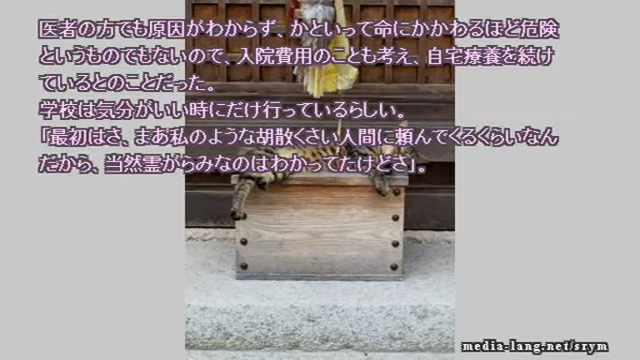 医者の方でも原因がわからず、かといって命にかかわるほど危険
というものでもないので、入院費用のことも考え、自宅療養を続け
ているとのことだった。
学校は気分がいい時にだけ行っているらしい。
「最初はさ、まあ私のような胡散くさい人間に頼んでくるくらいなん
だから、当然霊がらみなのはわかってたけどさ」。
media-lang.net/srym